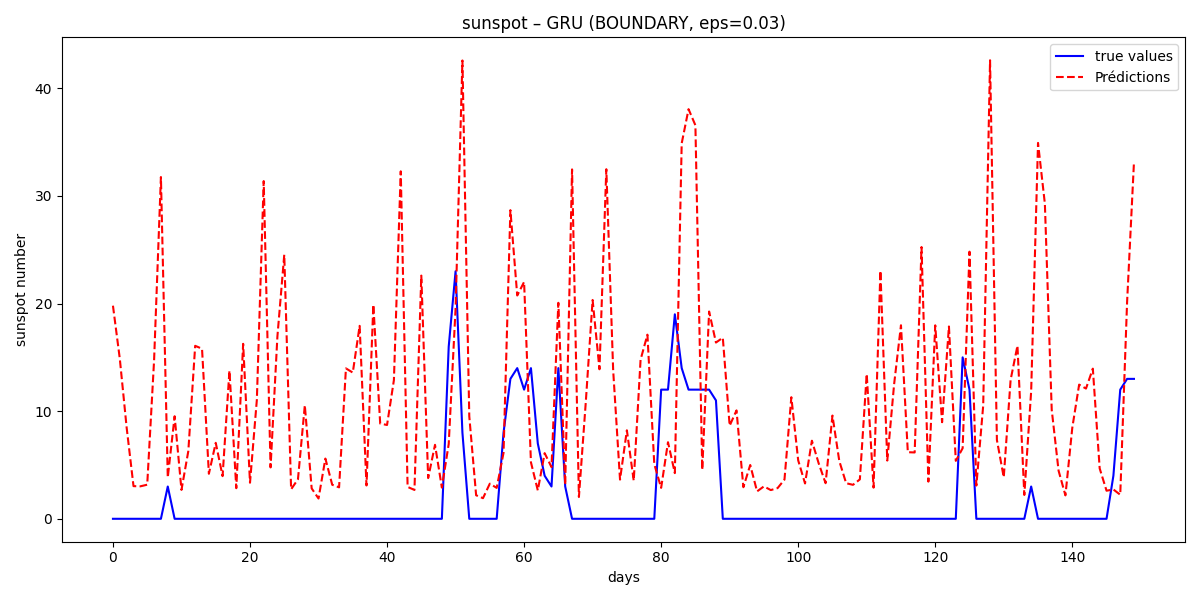 sunspot – GRU (BOUNDARY, eps=0.03)
true values
Prédictions
sunspot number
40
30
20
10
0
0 20 40 60 80 100 120 140
days